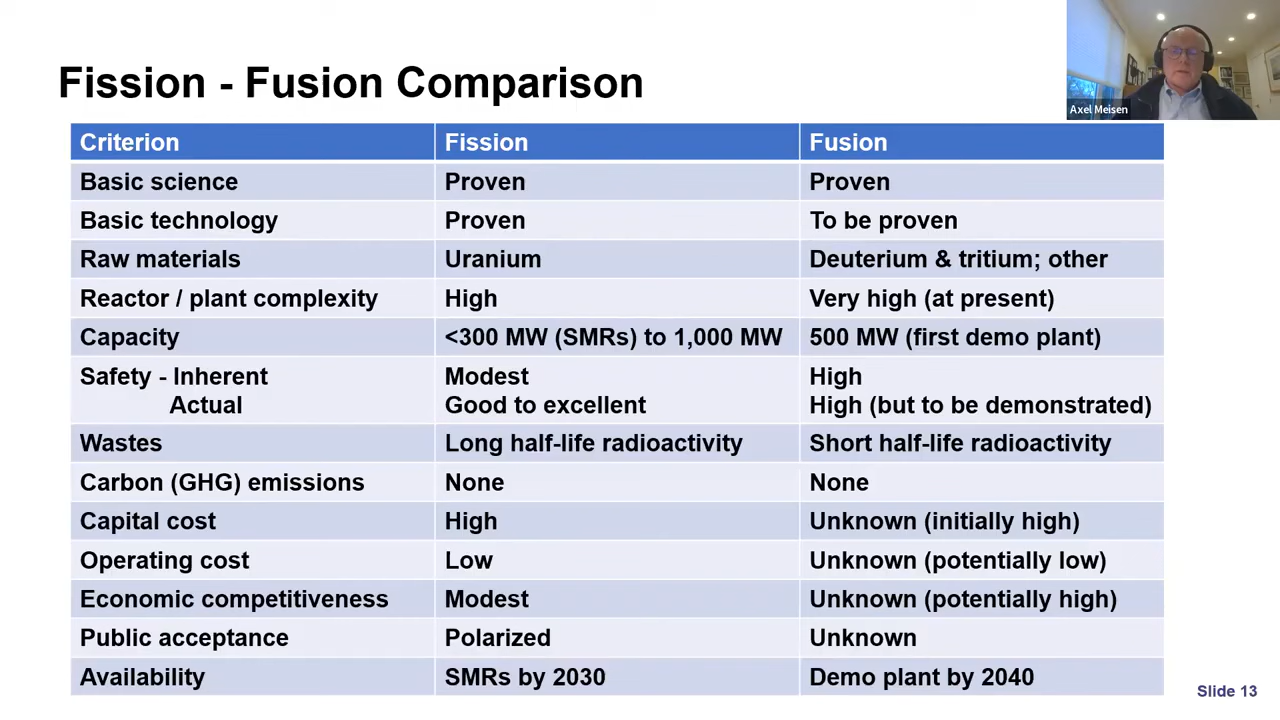 Fission - Fusion Comparison
Axel Meisen
Criterion Fission Fusion
Basic science Proven Proven
Basic technology Proven To be proven
Raw materials Uranium Deuterium & tritium; other
Reactor / plant complexity High Very high (at present)
Capacity <300 MW (SMRs) to 1,000 MW 500 MW (first demo plant)
Safety - Inherent Modest High
Actual Good to excellent High (but to be demonstrated)
Wastes Long half-life radioactivity Short half-life radioactivity
Carbon (GHG) emissions None None
Capital cost High Unknown (initially high)
Operating cost Low Unknown (potentially low)
Economic competitiveness Modest Unknown (potentially high)
Public acceptance Polarized Unknown
Availability SMRs by 2030 Demo plant by 2040
Slide 13